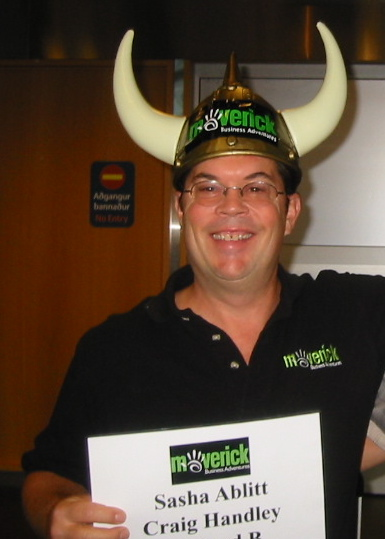 maverick
Business Adventures
Aðgangur
bannaður
No Entry
maverick
Business Adventures
maverick
Business Adventures
Sasha Ablitt
Craig Handley